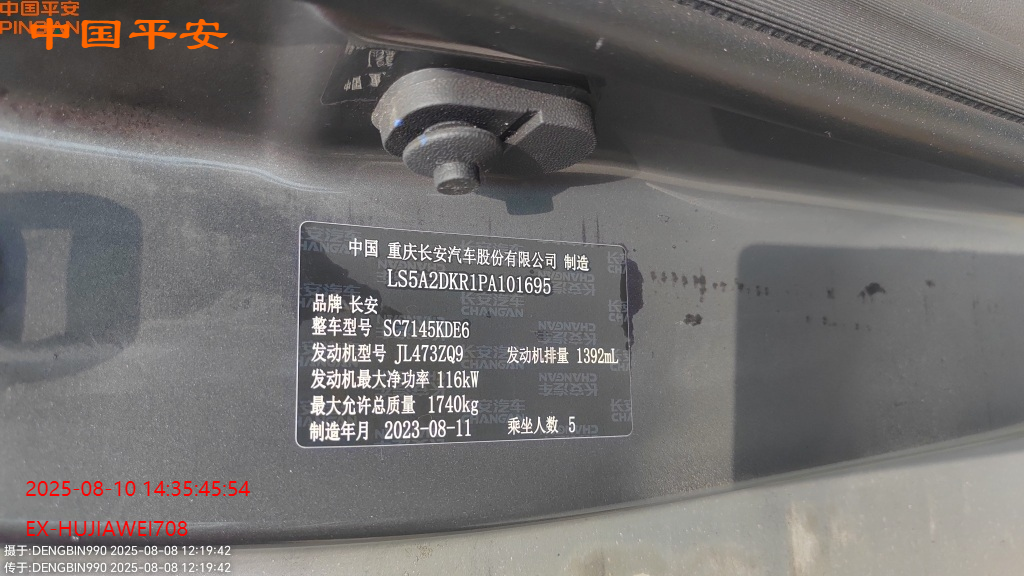 中国平安
PINGAN
中国平安
中国 重庆长安汽车股份有限公司 制造
LS5A2DKR1PA101695
品牌 长安
整车型号 SC7145KDE6
发动机型号 JL473ZQ9 发动机排量 1392mL
发动机最大净功率 116kW
最大允许总质量 1740kg
制造年月 2023-08-11 乘坐人数 5
2025-08-10 14:35:45:54
EX-HUJIAWEI708
摄于:DENGBIN990 2025-08-08 12:19:42
传于:DENGBIN990 2025-08-08 12:19:42